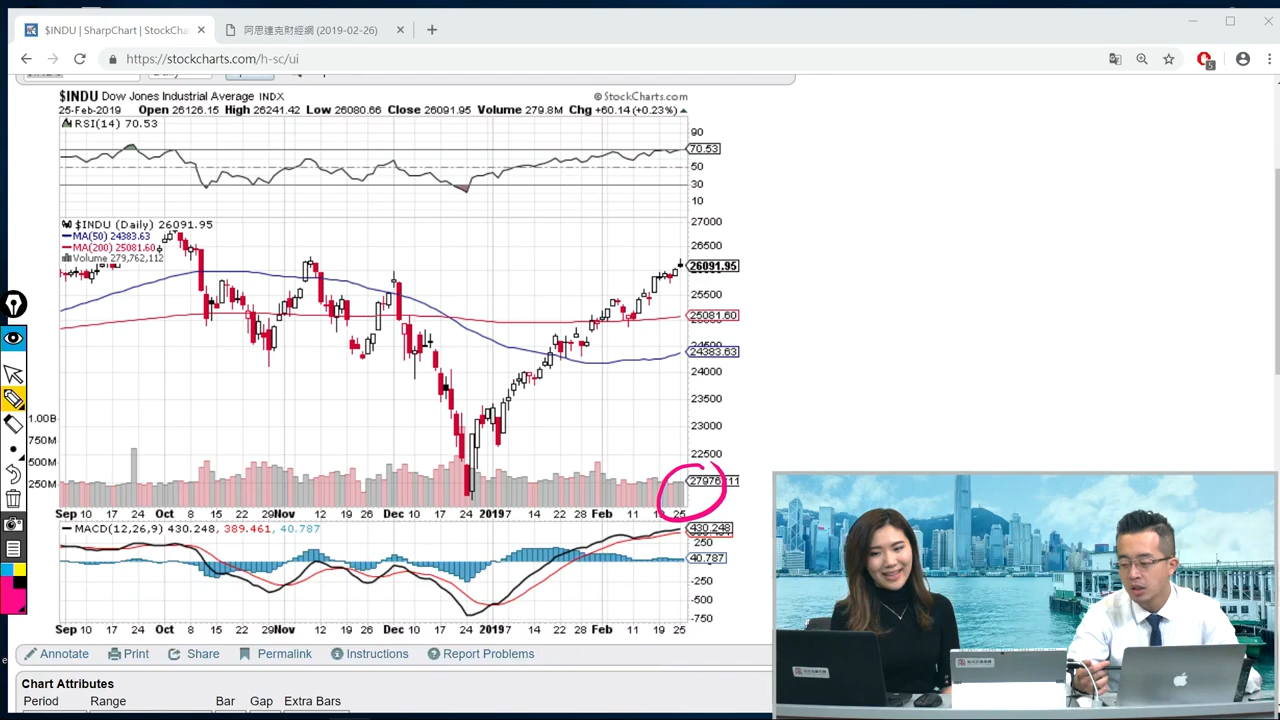 $INDU | SharpChart | StockCha
阿思達克財經網 (2019-02-26)
https://stockcharts.com/h-sc/ui
5
$INDU Dow Jones Industrial Average INDX
© StockCharts.com
25-Feb-2019 Open 26126.15 High 26241.42 Low 26080.66 Close 26091.95 Volume 279.8M Chg +60.14 (+0.23%)
RSI(14) 70.53
90
70.53
50
30
10
$INDU (Daily) 26091.95
MA(50) 24383.63
MA(200) 25081.60
Volume 279,762,112
27000
26500
26091.95
25500
25081.60
24383.63
24000
23500
23000
22500
1.00B
750M
500M
250M
Sep 10 17 24 Oct 8 15 22 Nov 12 19 26 Dec 10 17 24 2019 7 14 22 28 Feb 11 25
MACD(12,26,9) 430.248, 389.461, 40.787
430.248
250
40.787
-250
-500
-750
Sep 10 17 24 Oct 8 15 22 29 Nov 12 19 26 Dec 10 17 24 2019 7 14 22 28 Feb 11 19 25
Annotate Print Share Permalink Instructions Report Problems
Chart Attributes
Period Range Bar Gap Extra Bars